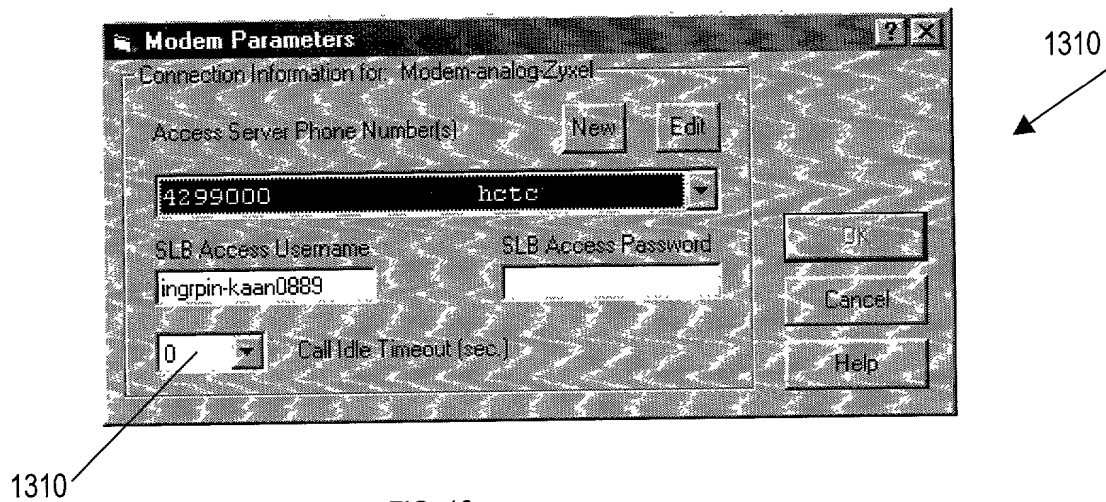 Modem Parameters ? X
1310
Connection Information for: Modem-analog-Zyxel
Access Server Phone Number(s) New Edit
4299000 hctc
SLB Access Username SLB Access Password
OK
ingrpin-kaan0889
Cancel
0 Call Idle Timeout (sec.)
Help
1310